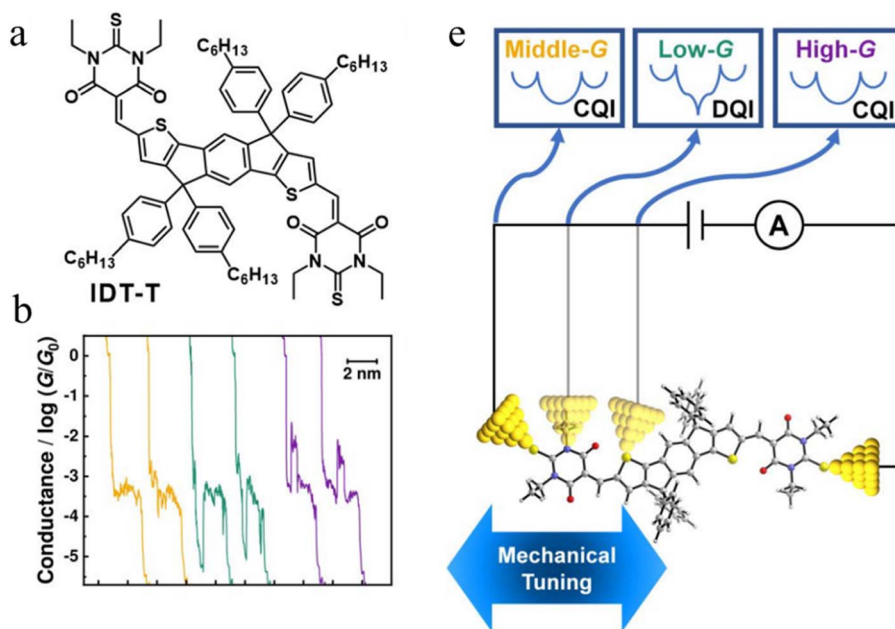 a
N
N
S
O
O
C₆H₁₃
C₆H₁₃
S
S
C₆H₁₃
C₆H₁₃
O
O
N
N
S
IDT-T
b
Conductance / log (G/G₀)
0
-1
-2
-3
-4
-5
2 nm
e
Middle-G
CQI
Low-G
DQI
High-G
CQI
A
Mechanical
Tuning